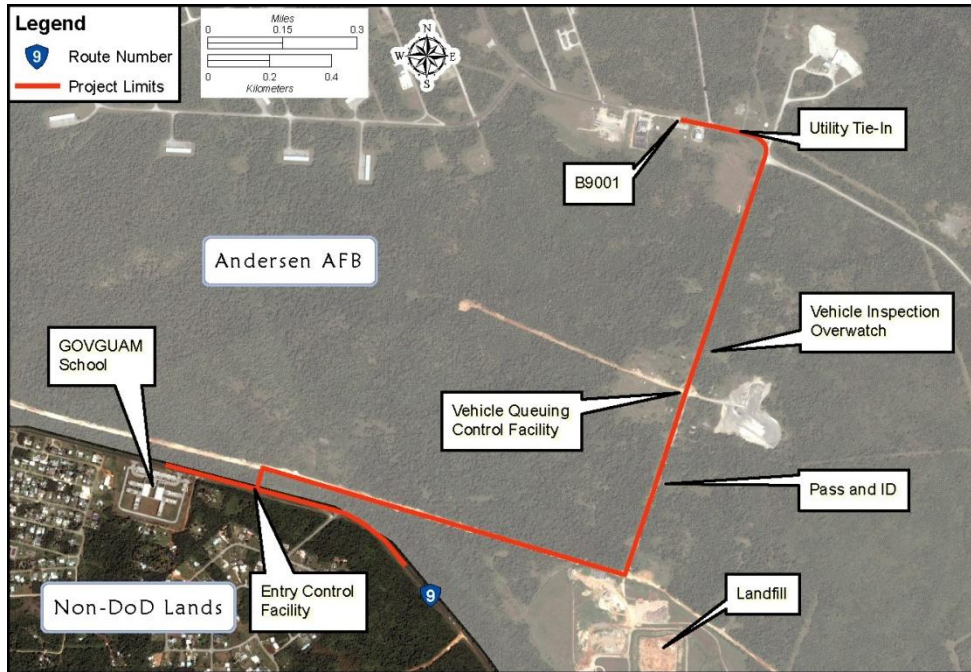 Legend
9
Route Number
Project Limits
Miles
0
0.15
0.3
0
0.2
0.4
Kilometers
N
W
E
S
Utility Tie-In
B9001
Andersen AFB
Vehicle Inspection
Overwatch
GOVGUAM
School
Vehicle Queuing
Control Facility
Pass and ID
Entry Control
Facility
9
Landfill
Non-DoD Lands